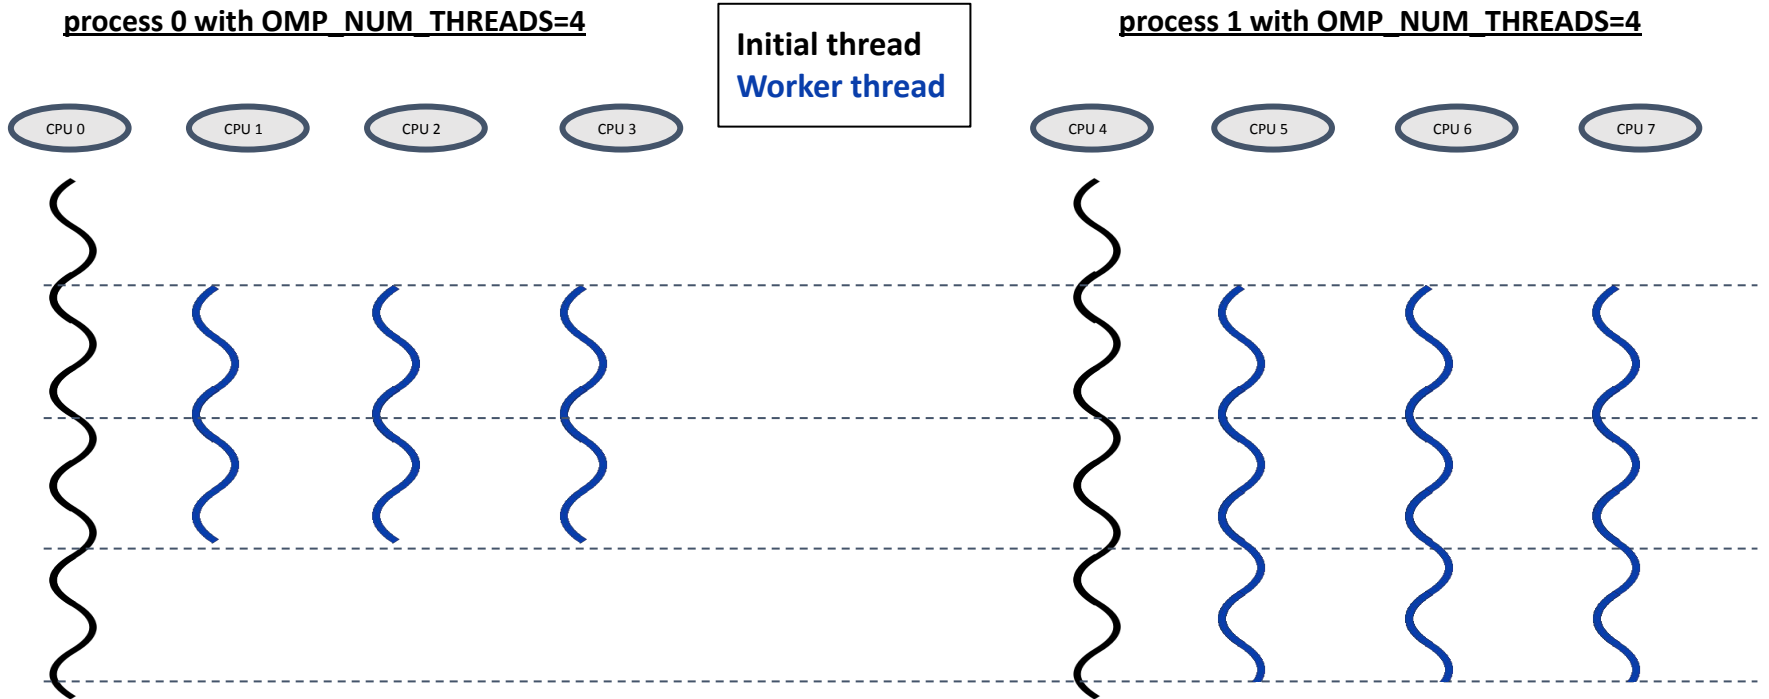 process 0 with OMP_NUM_THREADS=4
Initial thread
Worker thread
process 1 with OMP_NUM_THREADS=4
CPU 0
CPU 1
CPU 2
CPU 3
CPU 4
CPU 5
CPU 6
CPU 7